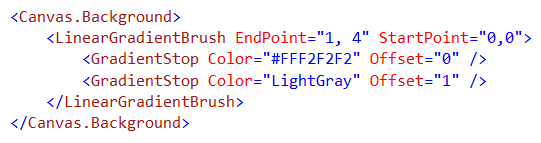 <Canvas.Background>
    <LinearGradientBrush EndPoint="1, 4" StartPoint="0,0">
        <GradientStop Color="#FFF2F2F2" Offset="0" />
        <GradientStop Color="LightGray" Offset="1" />
    </LinearGradientBrush>
</Canvas.Background>